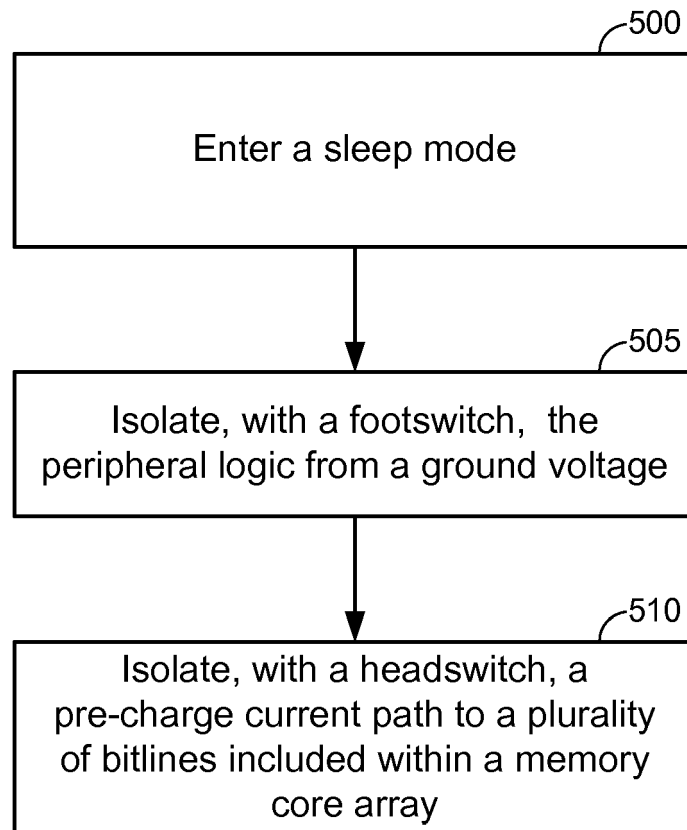 500
Enter a sleep mode
505
Isolate, with a footswitch, the
peripheral logic from a ground voltage
510
Isolate, with a headswitch, a
pre-charge current path to a plurality
of bitlines included within a memory
core array